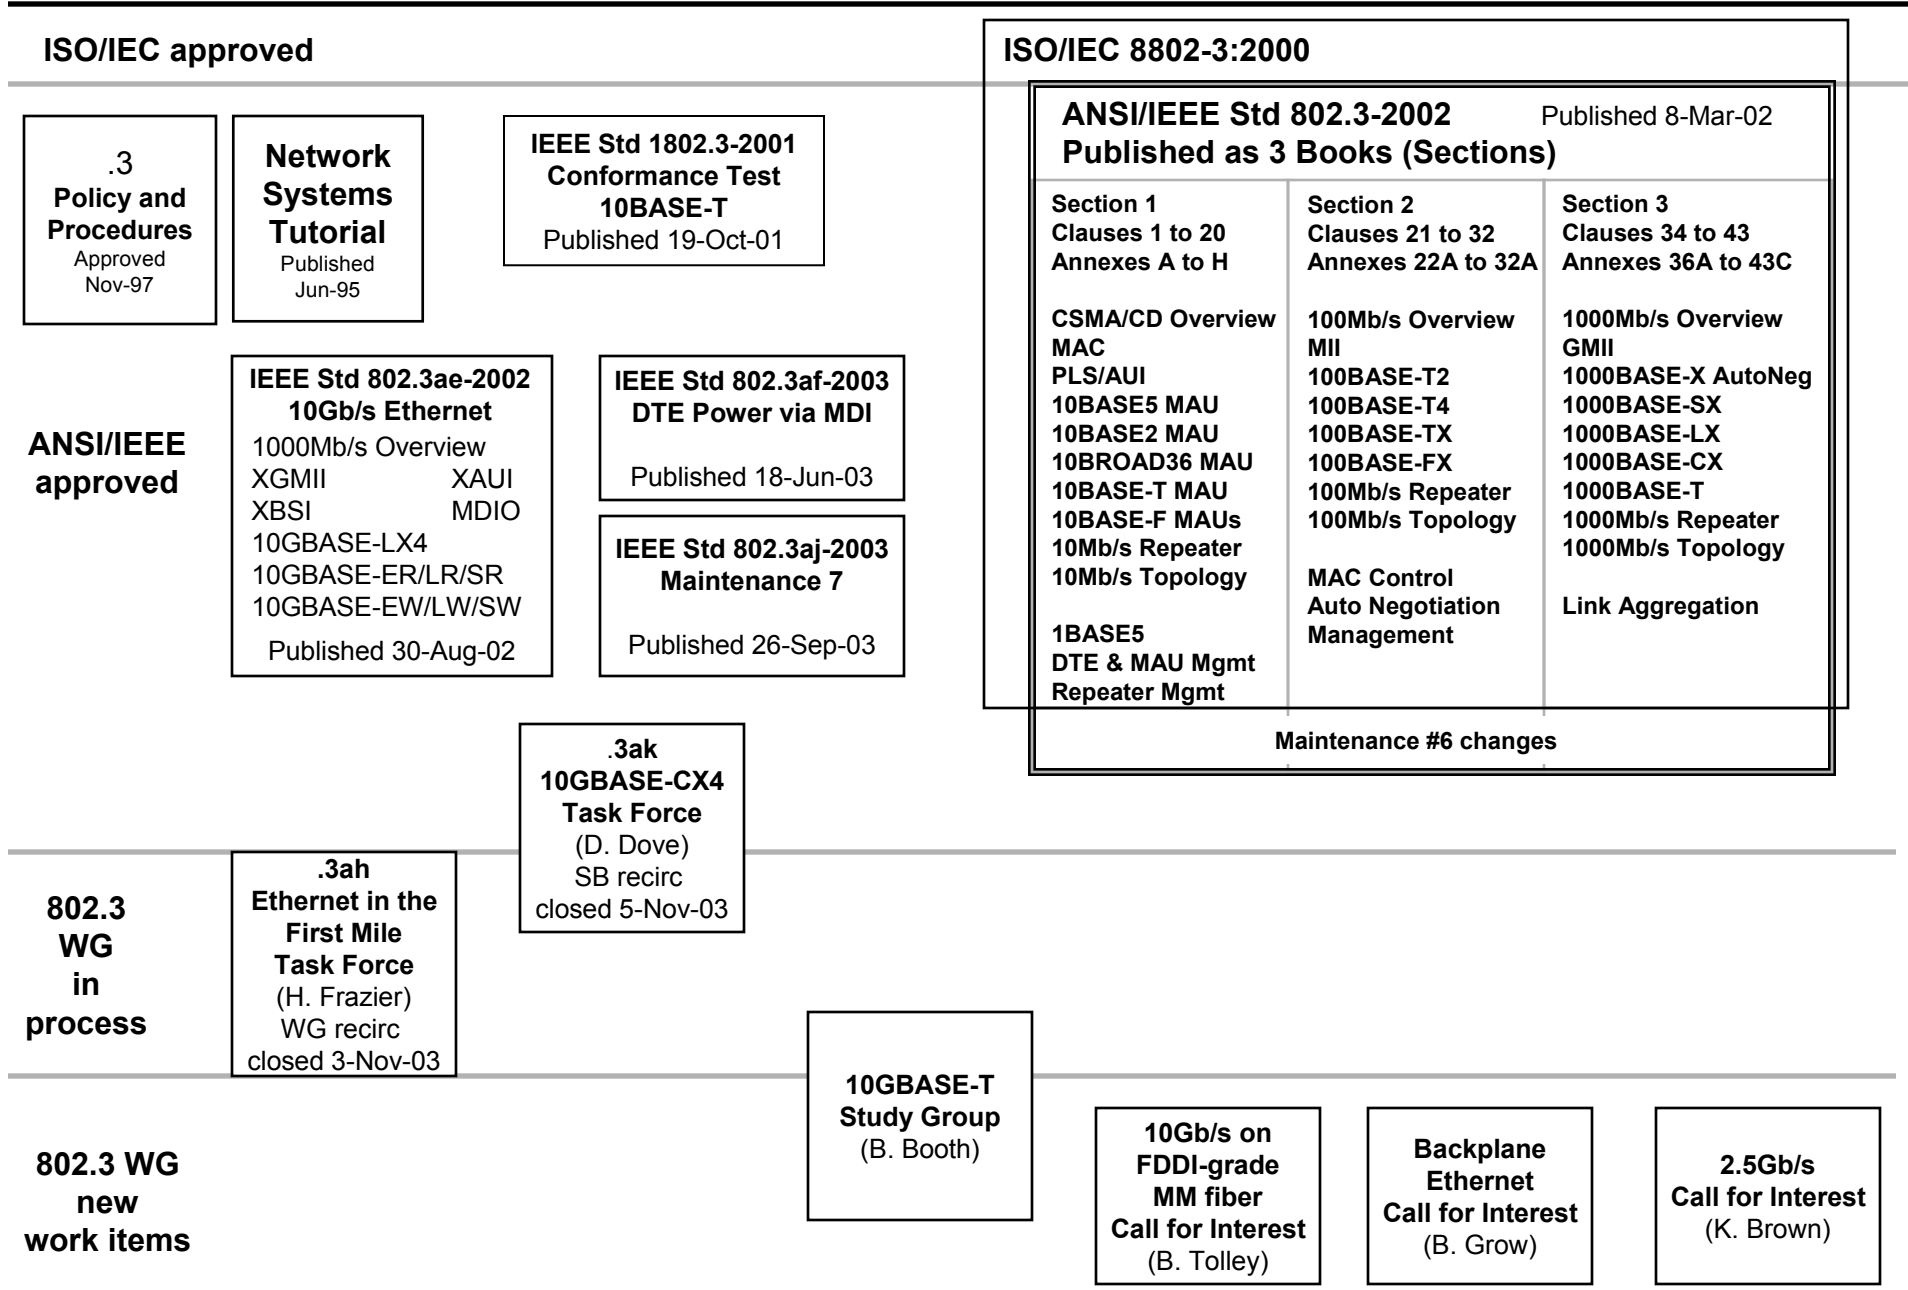 ISO/IEC approved
ISO/IEC 8802-3:2000
.3
Policy and
Procedures
Approved
Nov-97
Network
Systems
Tutorial
Published
Jun-95
IEEE Std 1802.3-2001
Conformance Test
10BASE-T
Published 19-Oct-01
ANSI/IEEE Std 802.3-2002 Published 8-Mar-02
Published as 3 Books (Sections)
Section 1
Clauses 1 to 20
Annexes A to H
CSMA/CD Overview
MAC
PLS/AUI
10BASE5 MAU
10BASE2 MAU
10BROAD36 MAU
10BASE-T MAU
10BASE-F MAUs
10Mb/s Repeater
10Mb/s Topology
1BASE5
DTE & MAU Mgmt
Repeater Mgmt
Section 2
Clauses 21 to 32
Annexes 22A to 32A
100Mb/s Overview
MII
100BASE-T2
100BASE-T4
100BASE-TX
100BASE-FX
100Mb/s Repeater
100Mb/s Topology
MAC Control
Auto Negotiation
Management
Section 3
Clauses 34 to 43
Annexes 36A to 43C
1000Mb/s Overview
GMII
1000BASE-X AutoNeg
1000BASE-SX
1000BASE-LX
1000BASE-CX
1000BASE-T
1000Mb/s Repeater
1000Mb/s Topology
Link Aggregation
Maintenance #6 changes
ANSI/IEEE
approved
IEEE Std 802.3ae-2002
10Gb/s Ethernet
1000Mb/s Overview
XGMII XAUI
XBSI MDIO
10GBASE-LX4
10GBASE-ER/LR/SR
10GBASE-EW/LW/SW
Published 30-Aug-02
IEEE Std 802.3af-2003
DTE Power via MDI
Published 18-Jun-03
IEEE Std 802.3aj-2003
Maintenance 7
Published 26-Sep-03
.3ak
10GBASE-CX4
Task Force
(D. Dove)
SB recirc
closed 5-Nov-03
802.3
WG
in
process
.3ah
Ethernet in the
First Mile
Task Force
(H. Frazier)
WG recirc
closed 3-Nov-03
10GBASE-T
Study Group
(B. Booth)
802.3 WG
new
work items
10Gb/s on
FDDI-grade
MM fiber
Call for Interest
(B. Tolley)
Backplane
Ethernet
Call for Interest
(B. Grow)
2.5Gb/s
Call for Interest
(K. Brown)